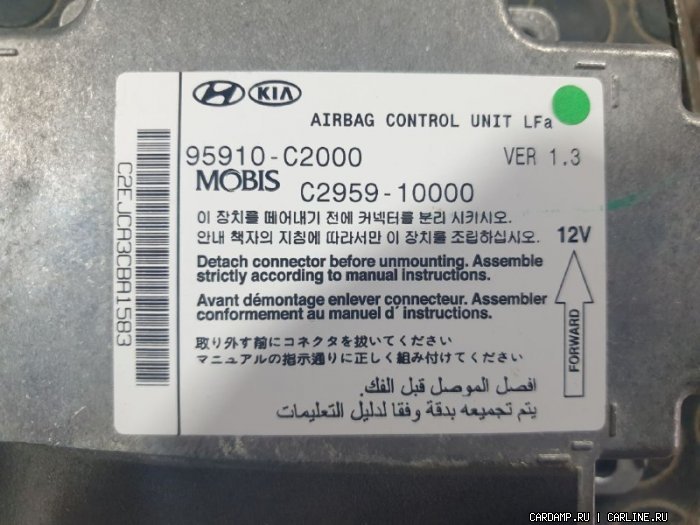 HYUNDAI KIA
AIRBAG CONTROL UNIT LFa
95910-C2000 VER 1.3
MOBIS C2959-10000
이 장치를 떼어내기 전에 커넥터를 분리 시키시오.
안내 책자의 지침에 따라서만 이 장치를 조립하십시오.
12V
Detach connector before unmounting. Assemble
strictly according to manual instructions.
Avant démontage enlever connecteur. Assembler
conformement au manuel d' instructions.
FORWARD
取り外す前にコネクタを抜いてください
マニュアルの指示通りに正しく組み付けてください
افصل الموصل قبل الفك.
يتم تجميعه بدقة وفقا لدليل التعليمات
C2EJCA3CBA1583
CARDAMP.RU | CARLINE.RU